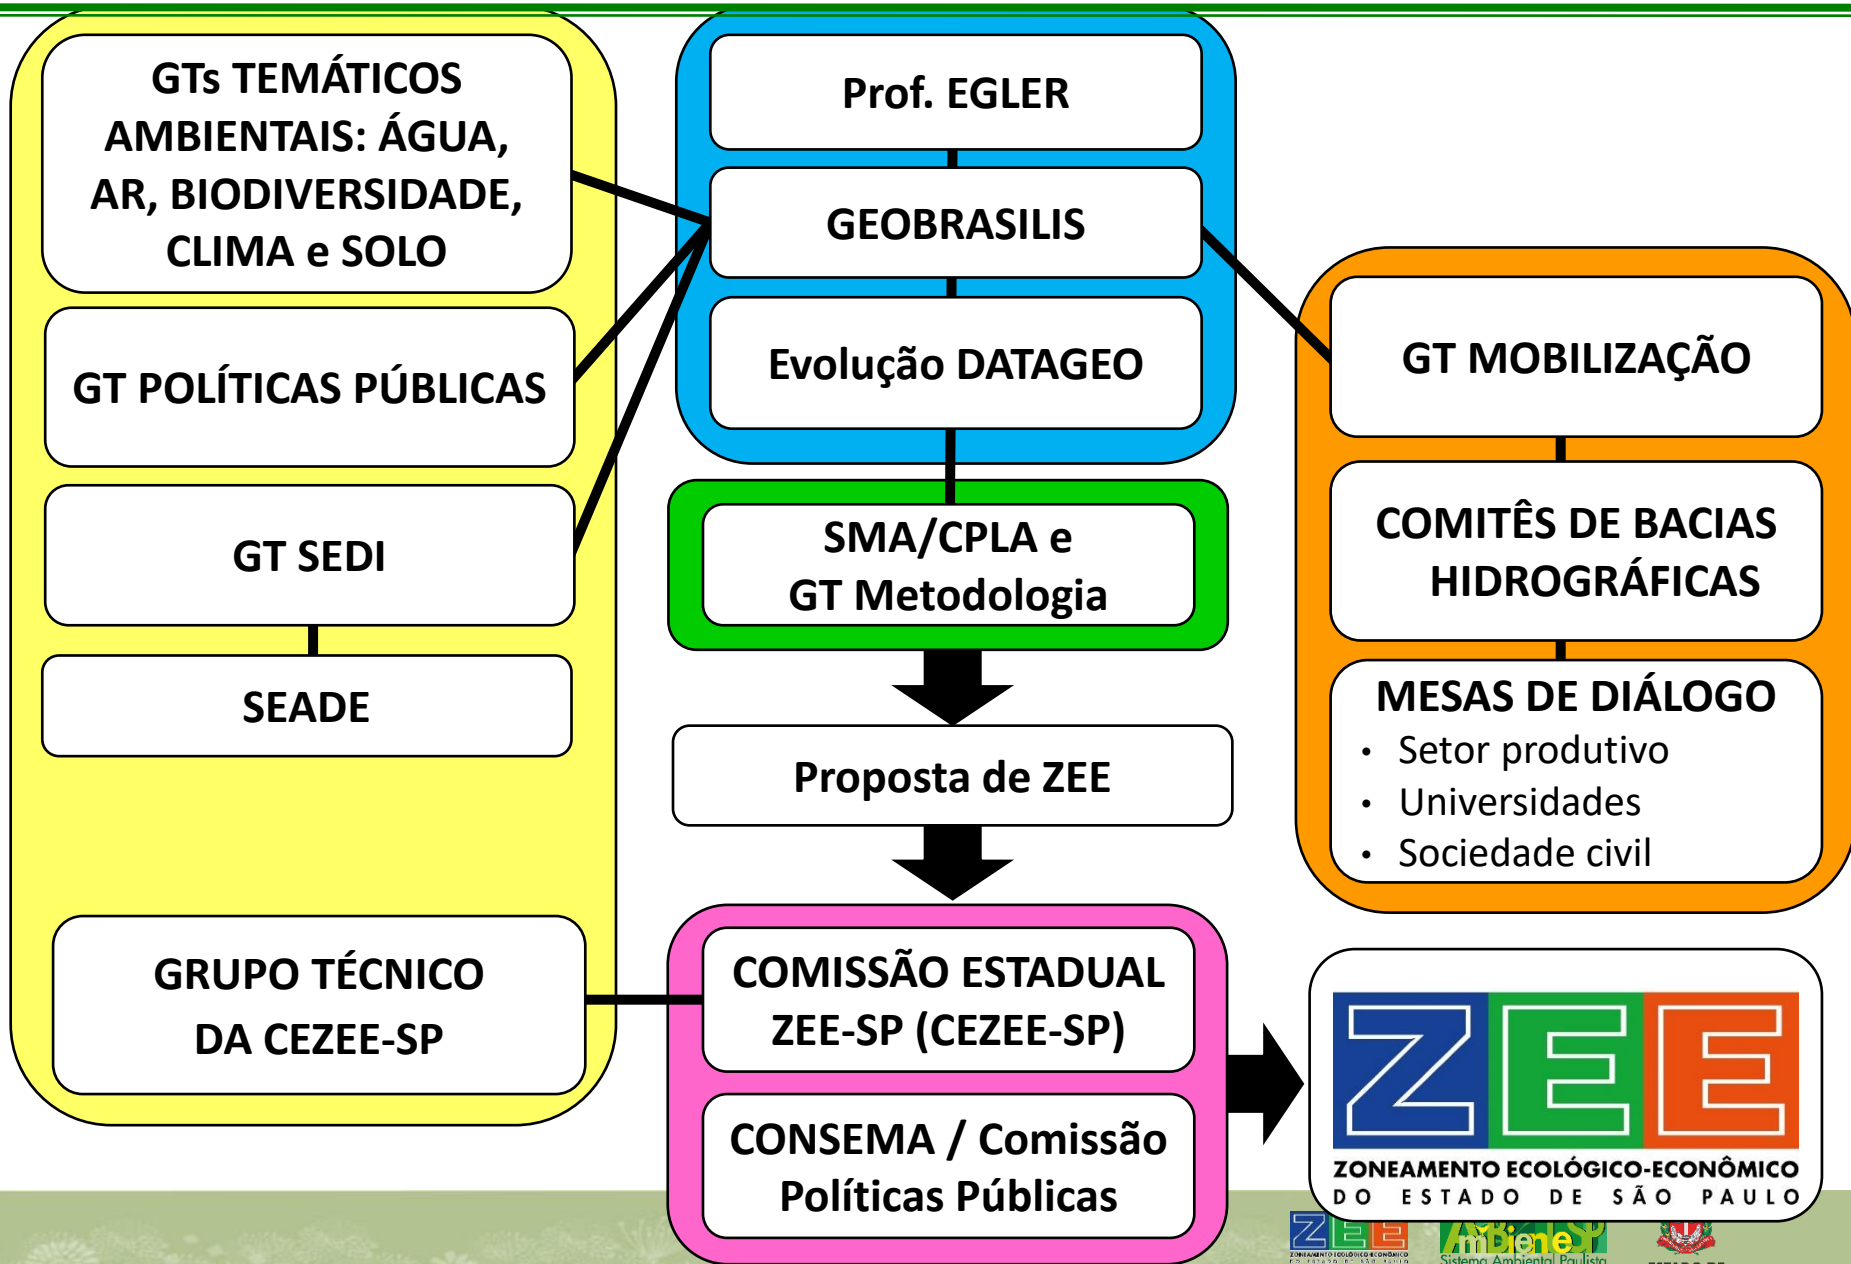 GTs TEMÁTICOS
AMBIENTAIS: ÁGUA,
AR, BIODIVERSIDADE,
CLIMA e SOLO
GT POLÍTICAS PÚBLICAS
GT SEDI
SEADE
GRUPO TÉCNICO
DA CEZEE-SP
Prof. EGLER
GEOBRASILIS
Evolução DATAGEO
SMA/CPLA e
GT Metodologia
Proposta de ZEE
COMISSÃO ESTADUAL
ZEE-SP (CEZEE-SP)
CONSEMA / Comissão
Políticas Públicas
GT MOBILIZAÇÃO
COMITÊS DE BACIAS
HIDROGRÁFICAS
MESAS DE DIÁLOGO
• Setor produtivo
• Universidades
• Sociedade civil
ZEE
ZONEAMENTO ECOLÓGICO-ECONÔMICO
DO ESTADO DE SÃO PAULO
ZEE
ZONEAMENTO ECOLÓGICO-ECONÔMICO
Sistema Ambiental Paulista